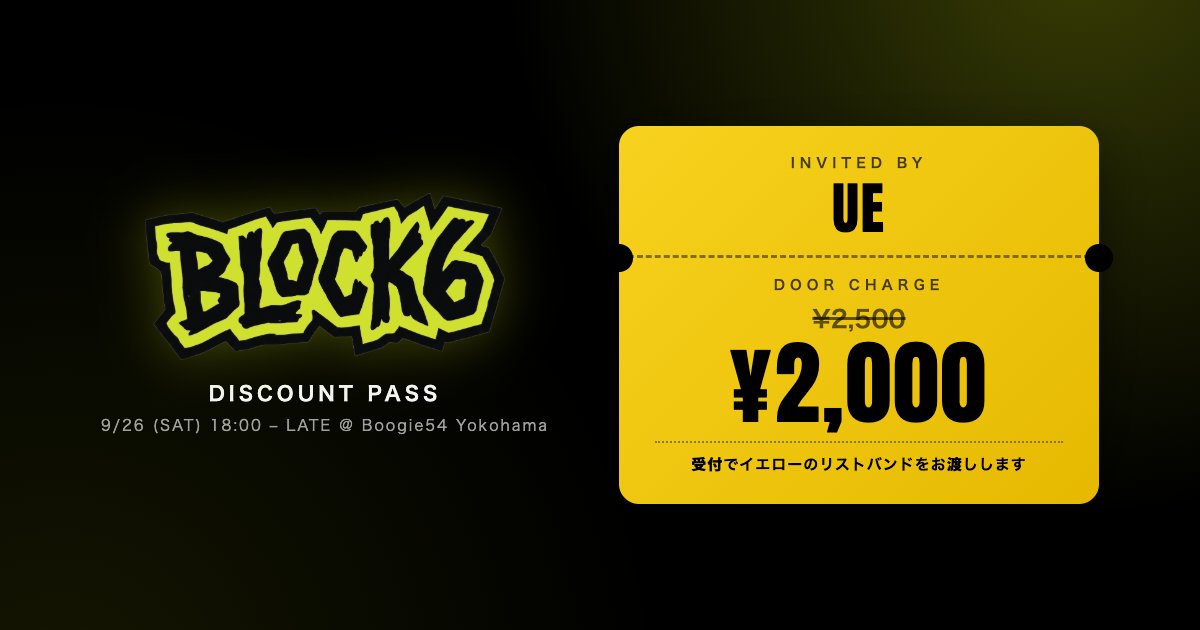 BLOCK6
DISCOUNT PASS
9/26 (SAT) 18:00 – LATE @ Boogie54 Yokohama
INVITED BY
UE
DOOR CHARGE
¥2,500
¥2,000
受付でイエローのリストバンドをお渡しします